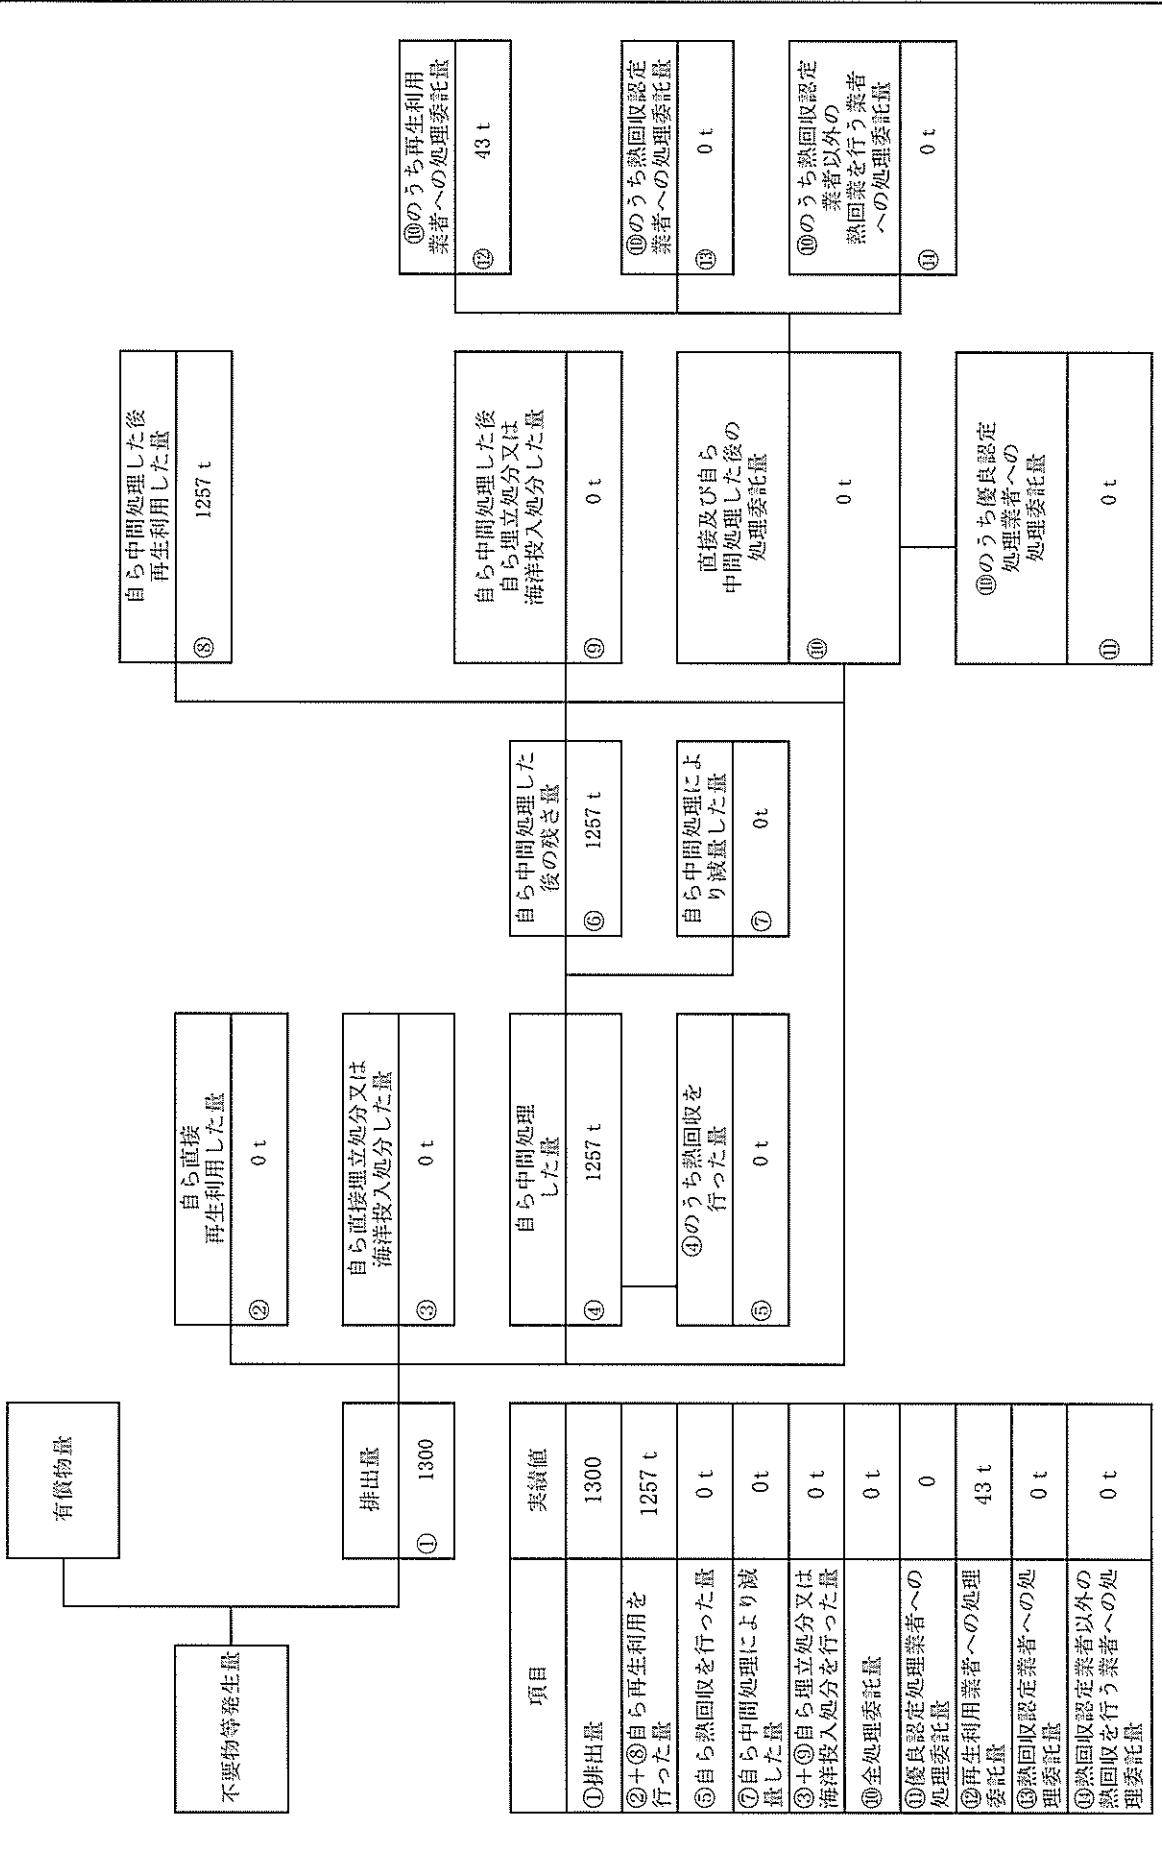 不要物等発生量
有償物量
排出量
① 1300
自ら直接
再生利用した量
② 0 t
自ら直接埋立処分又は
海洋投入処分した量
③ 0 t
自ら中間処理
した量
④ 1257 t
④のうち熱回収を
行った量
⑤ 0 t
自ら中間処理した
後の残さ量
⑥ 1257 t
自ら中間処理によ
り減量した量
⑦ 0t
自ら中間処理した後
再生利用した量
⑧ 1257 t
自ら中間処理した後
自ら埋立処分又は
海洋投入処分した量
⑨ 0 t
直接及び自ら
中間処理した後の
処理委託量
⑩ 0 t
⑩のうち優良認定
処理業者への
処理委託量
⑪ 0 t
⑩のうち再生利用
業者への処理委託量
⑫ 43 t
⑩のうち熱回収認定
業者への処理委託量
⑬ 0 t
⑩のうち熱回収認定
業者以外の
熱回業を行う業者
への処理委託量
⑭ 0 t
項目 実績値
①排出量 1300
②+⑧自ら再生利用を
行った量 1257 t
⑤自ら熱回収を行った量 0 t
⑦自ら中間処理により減
量した量 0t
③+⑨自ら埋立処分又は
海洋投入処分を行った量 0 t
⑩全処理委託量 0 t
⑪優良認定処理業者への
処理委託量 0
⑫再生利用業者への処理
委託量 43 t
⑬熱回収認定業者への処
理委託量 0 t
⑭熱回収認定業者以外の
熱回収を行う業者への処
理委託量 0 t